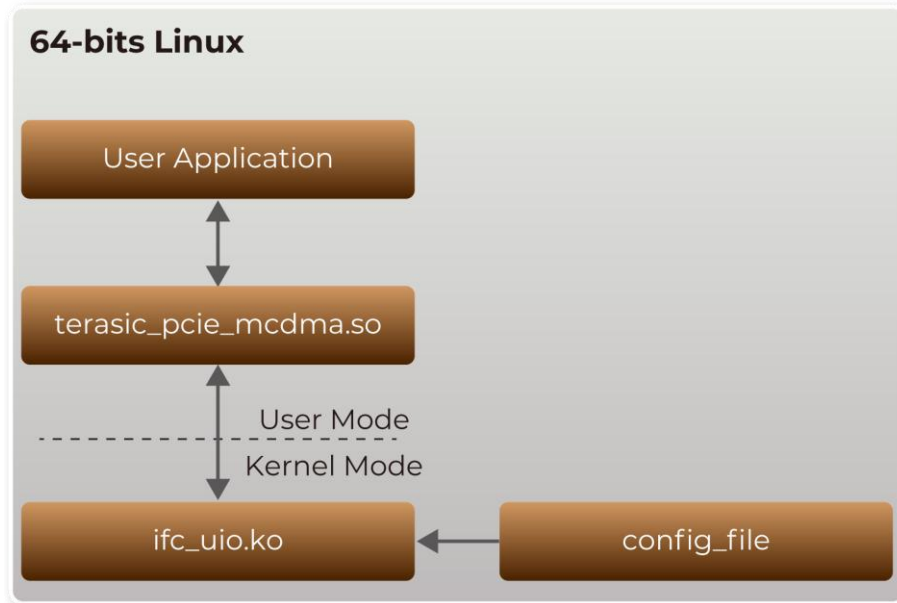 64-bits Linux
User Application
terasic_pcie_mcdma.so
User Mode
Kernel Mode
ifc_uio.ko
config_file